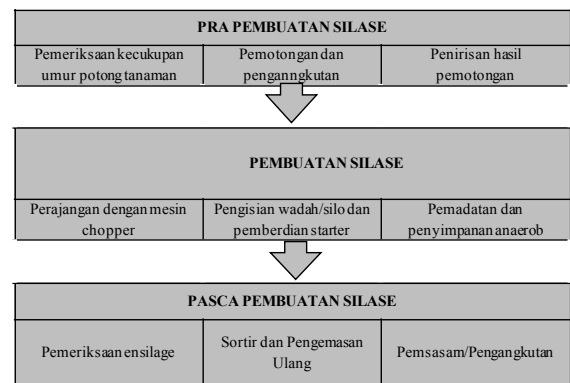 PRA PEMBUATAN SILASE
Pemeriksaan kecukupan
umur potong tanaman
Pemotongan dan
penganngkutan
Penirisan hasil
pemotongan
PEMBUATAN SILASE
Perajangan dengan mesin
chopper
Pengisian wadah/silo dan
pemberdian starter
Pemadatan dan
penyimpanan anaerob
PASCA PEMBUATAN SILASE
Pemeriksaan ensilage
Sortir dan Pengemasan
Ulang
Pemsasam/Pengangkutan